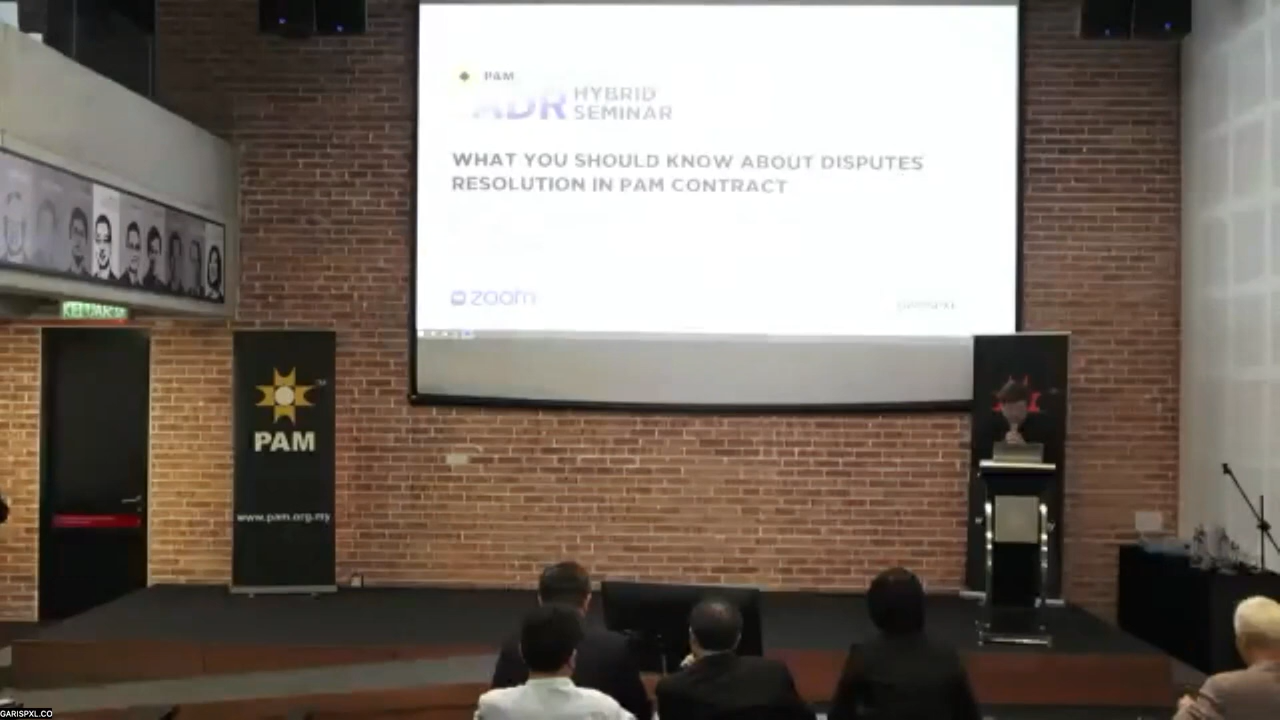 PAM
ADR HYBRID
SEMINAR
WHAT YOU SHOULD KNOW ABOUT DISPUTES
RESOLUTION IN PAM CONTRACT
zoom
KELUAR
PAM
www.pam.org.my
GARISPXL.CO